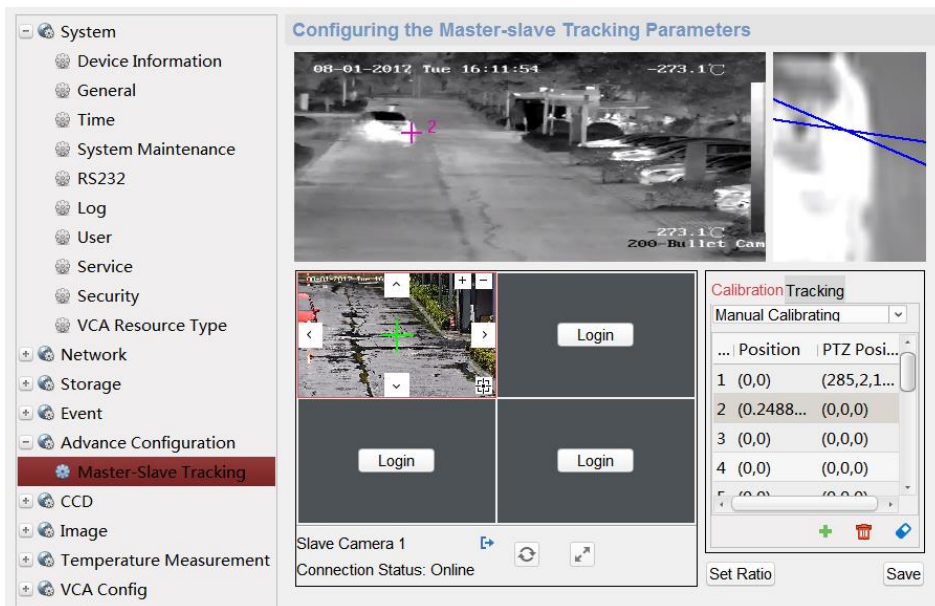 System
Device Information
General
Time
System Maintenance
RS232
Log
User
Service
Security
VCA Resource Type
Network
Storage
Event
Advance Configuration
Master-Slave Tracking
CCD
Image
Temperature Measurement
VCA Config
Configuring the Master-slave Tracking Parameters
08-01-2017 Tue 16:11:54 -273.1℃
2
-273.1℃
200-Bullet Cam
Login
Login
Login
Slave Camera 1
Connection Status: Online
Calibration Tracking
Manual Calibrating
... Position PTZ Posi...
1 (0,0) (285,2,1...
2 (0.2488... (0,0,0)
3 (0,0) (0,0,0)
4 (0,0) (0,0,0)
Set Ratio Save